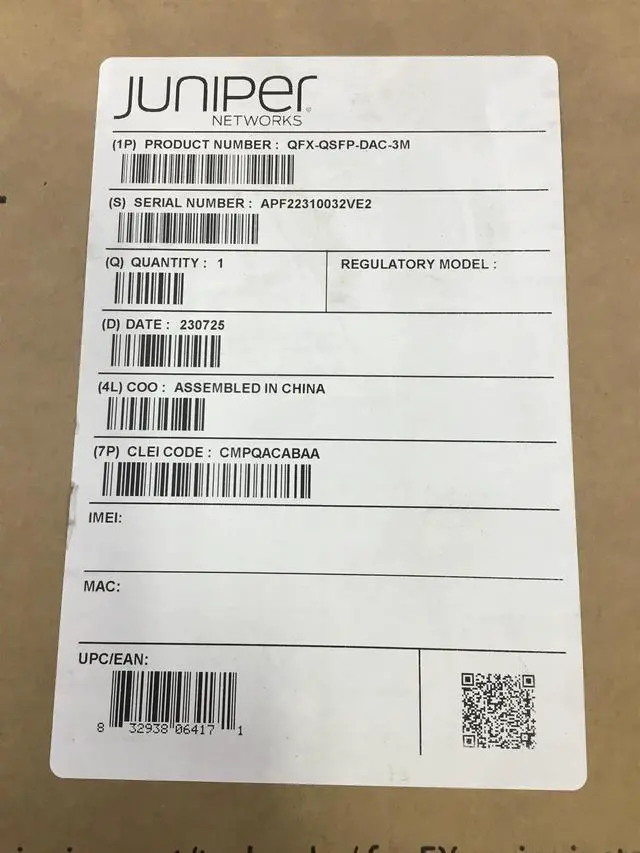 JUNIPer
NETWORKS
(1P) PRODUCT NUMBER : QFX-QSFP-DAC-3M
(S) SERIAL NUMBER : APF22310032VE2
(Q) QUANTITY : 1
REGULATORY MODEL :
(D) DATE : 230725
(4L) COO : ASSEMBLED IN CHINA
(7P) CLEI CODE : CMPQACABAA
IMEI:
MAC:
UPC/EAN:
8 32938 06417 1